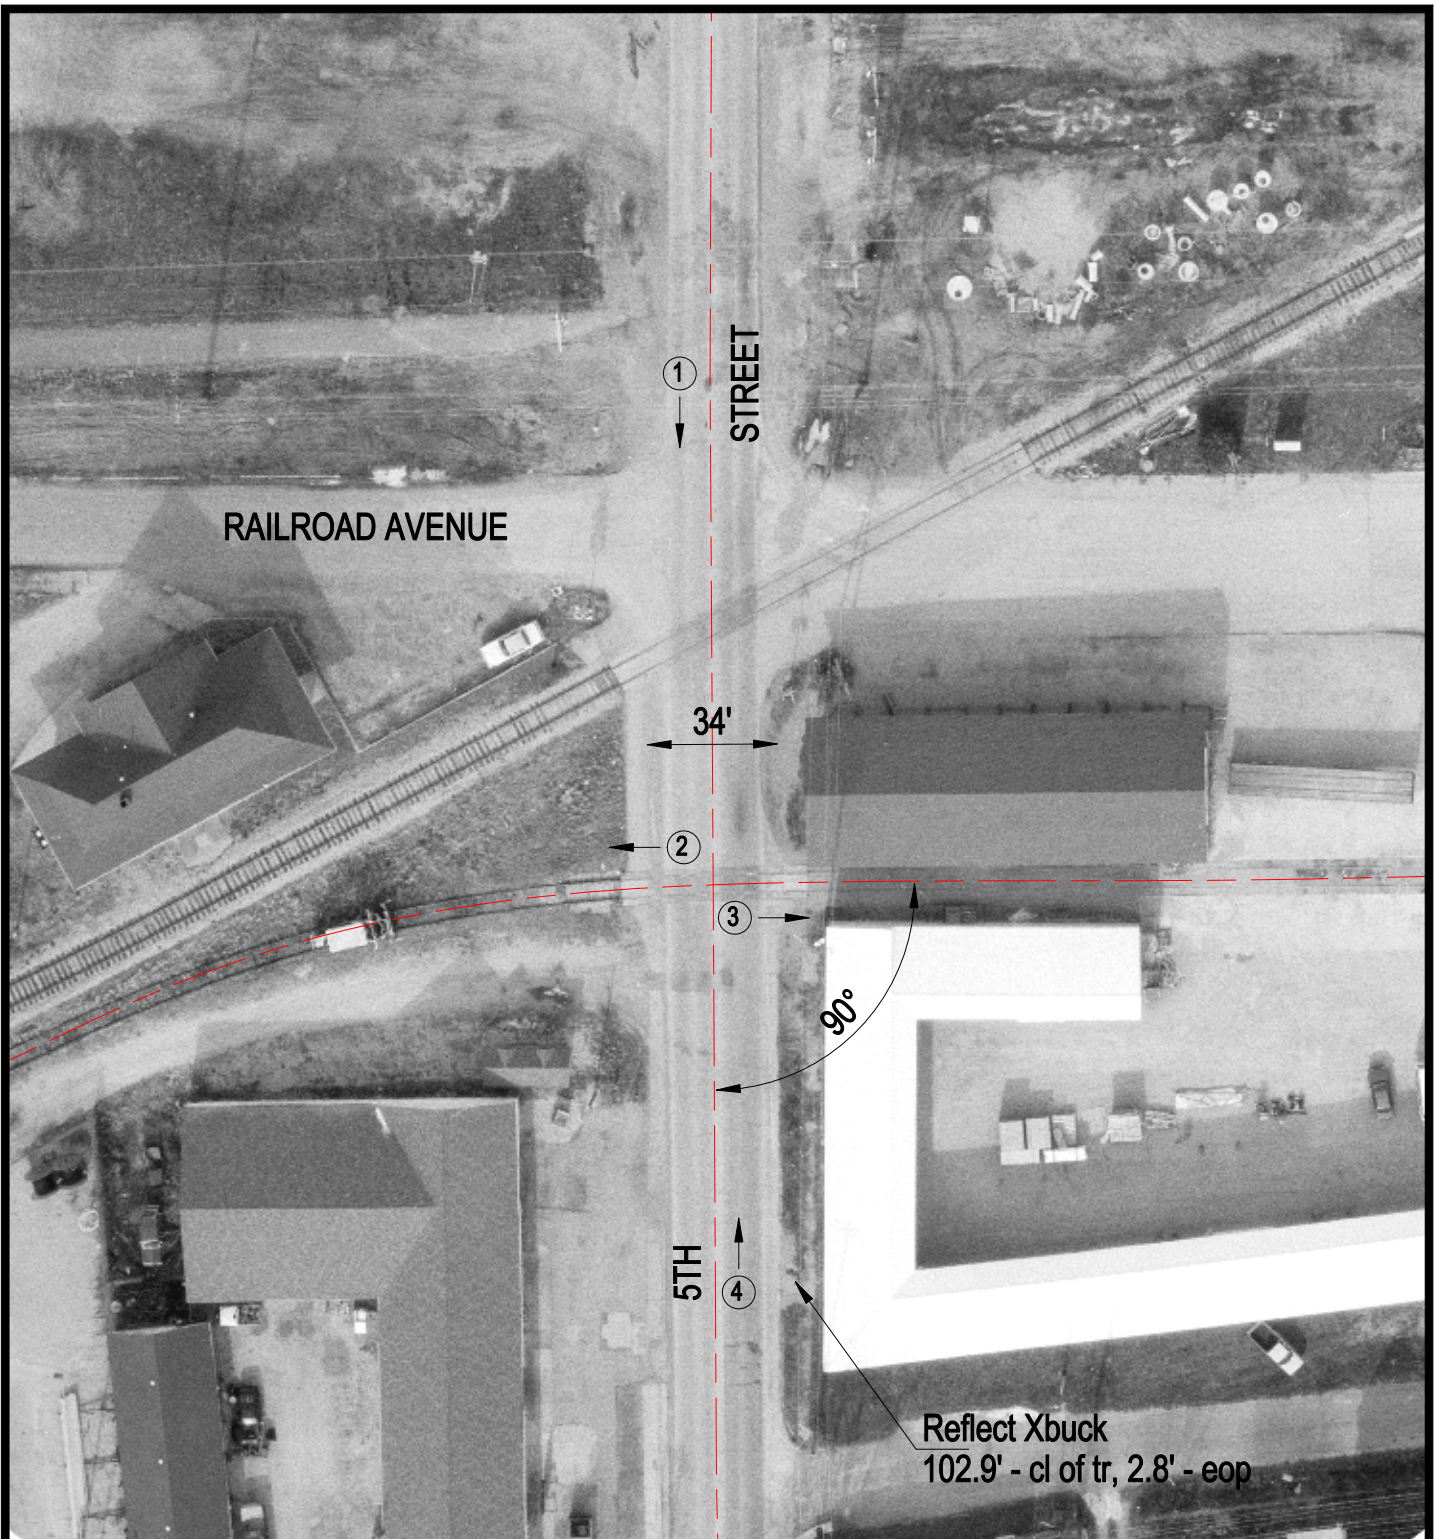 STREET
1
RAILROAD AVENUE
34'
2
3
90°
5TH
4
Reflect Xbuck
102.9' - cl of tr, 2.8' - eop